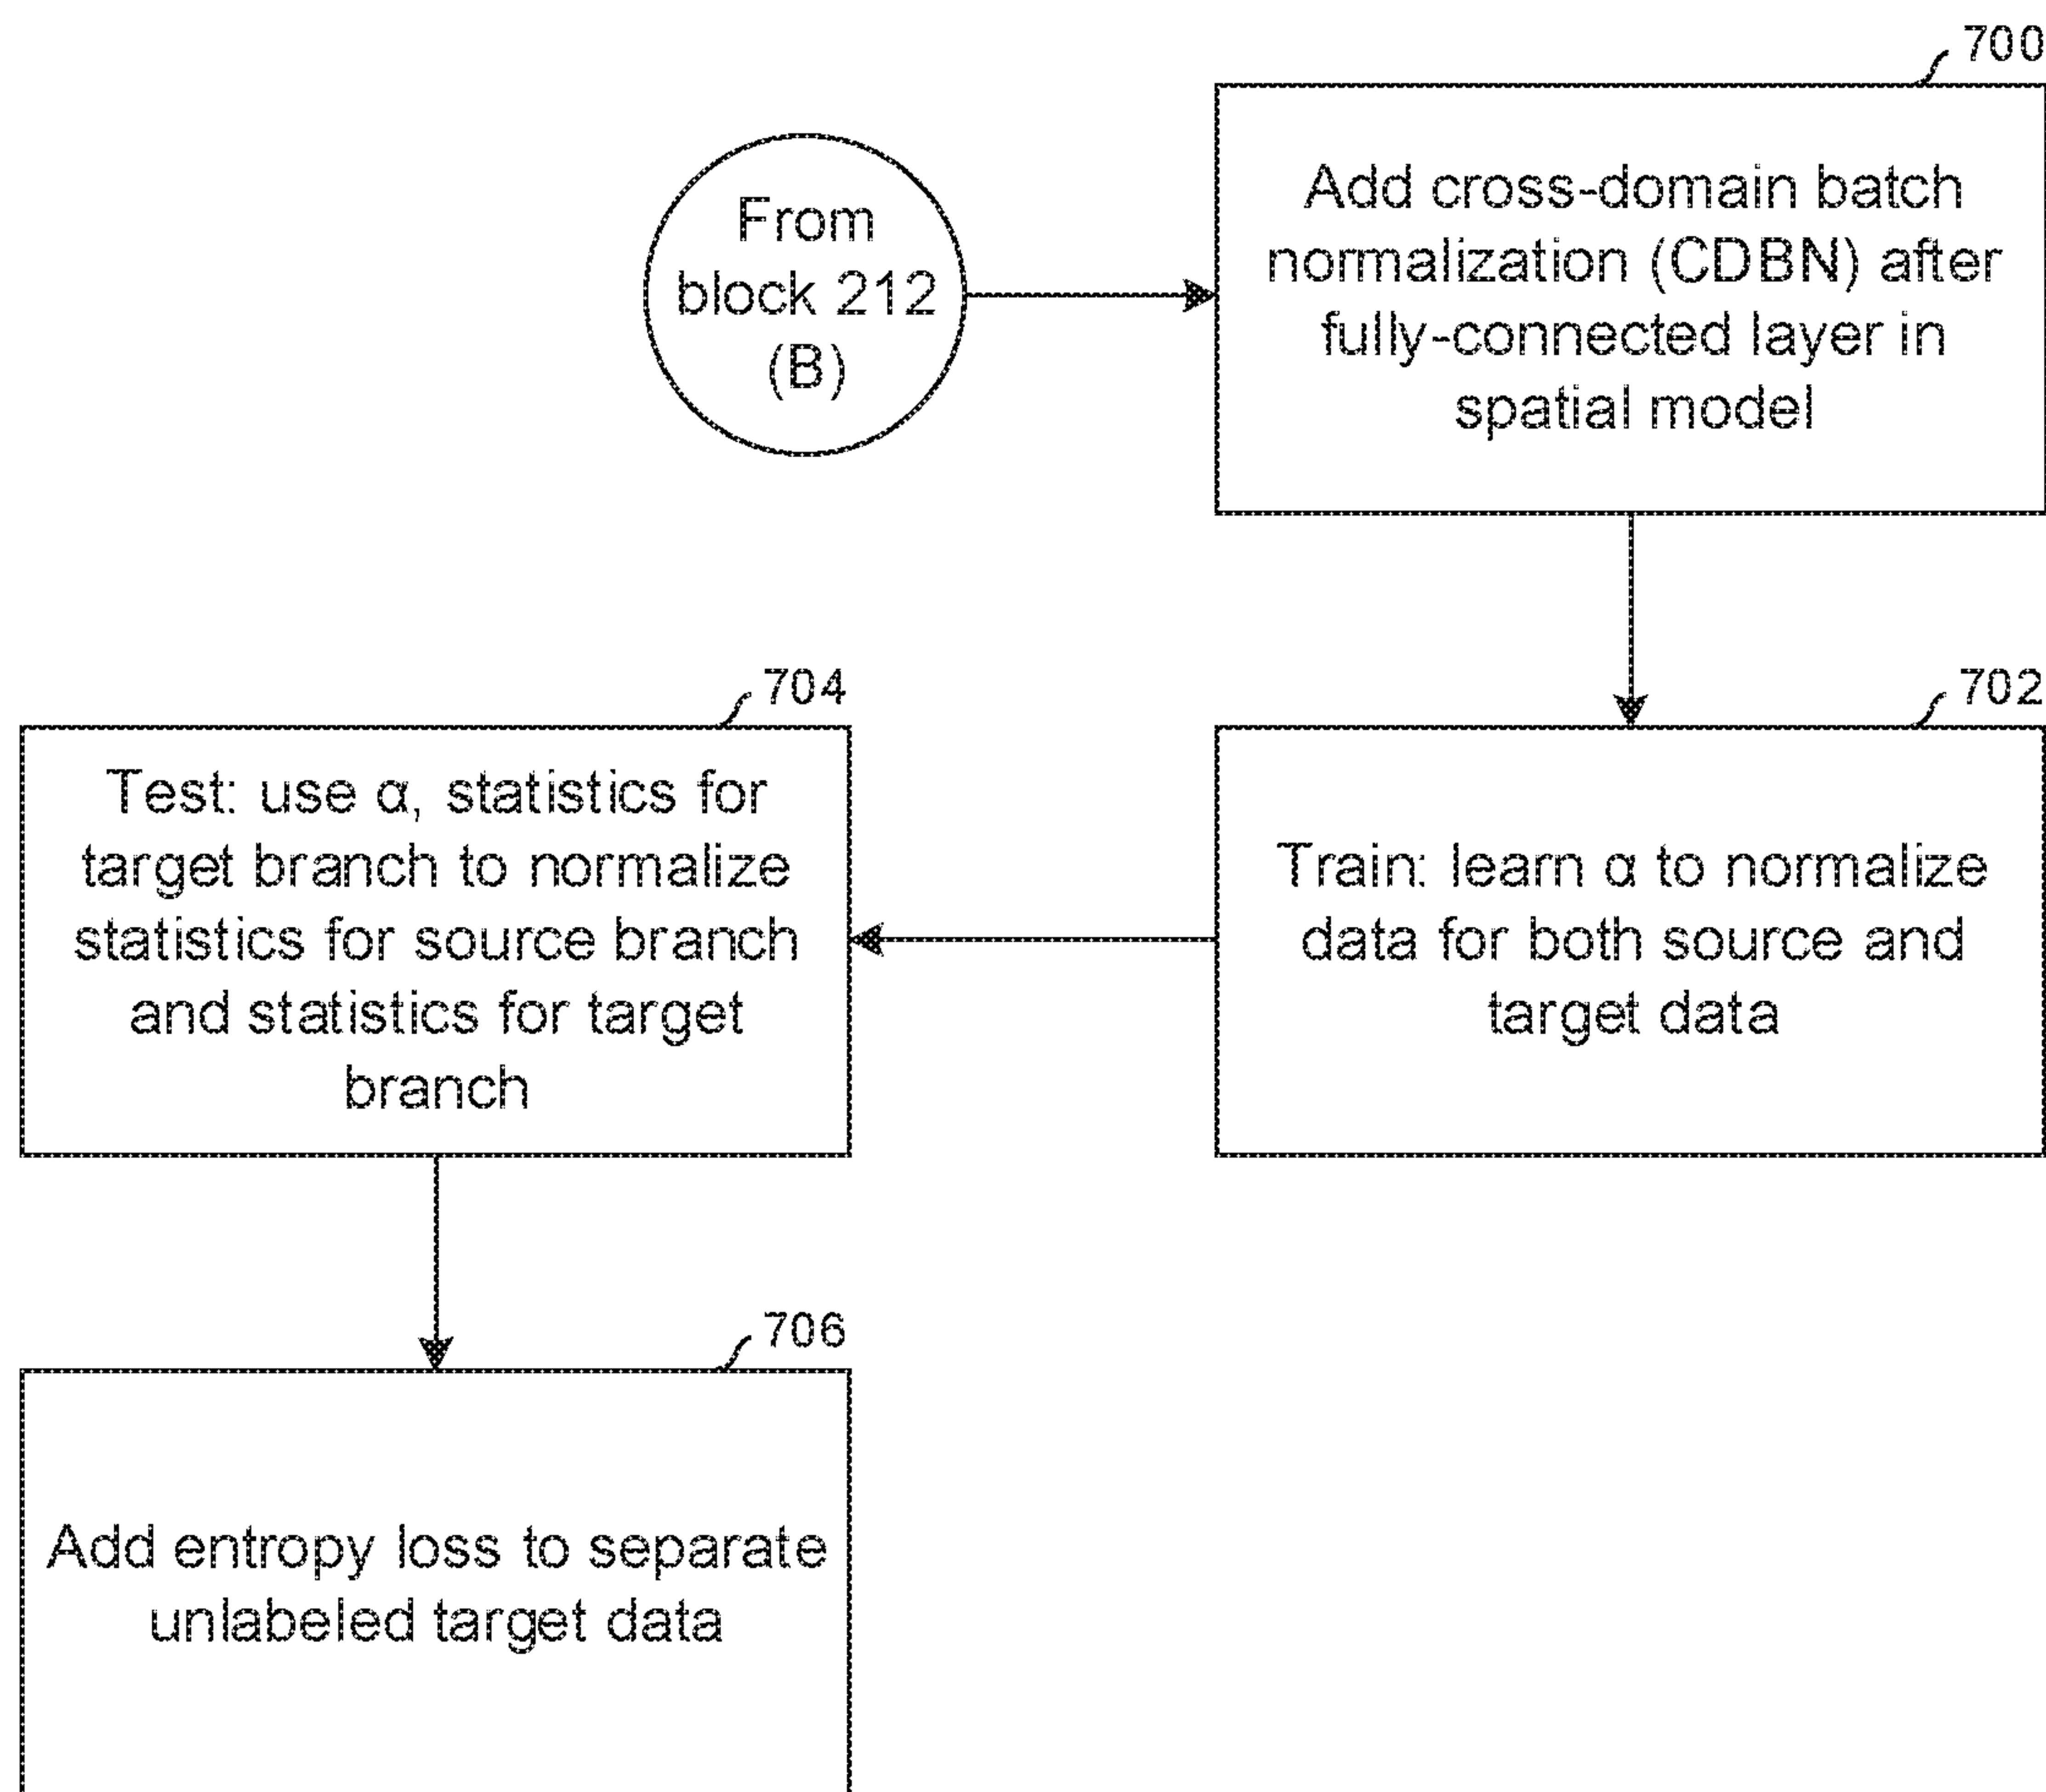 700
From
block 212
(B)
Add cross-domain batch
normalization (CDBN) after
fully-connected layer in
spatial model
702
Train: learn α to normalize
data for both source and
target data
704
Test: use α, statistics for
target branch to normalize
statistics for source branch
and statistics for target
branch
706
Add entropy loss to separate
unlabeled target data